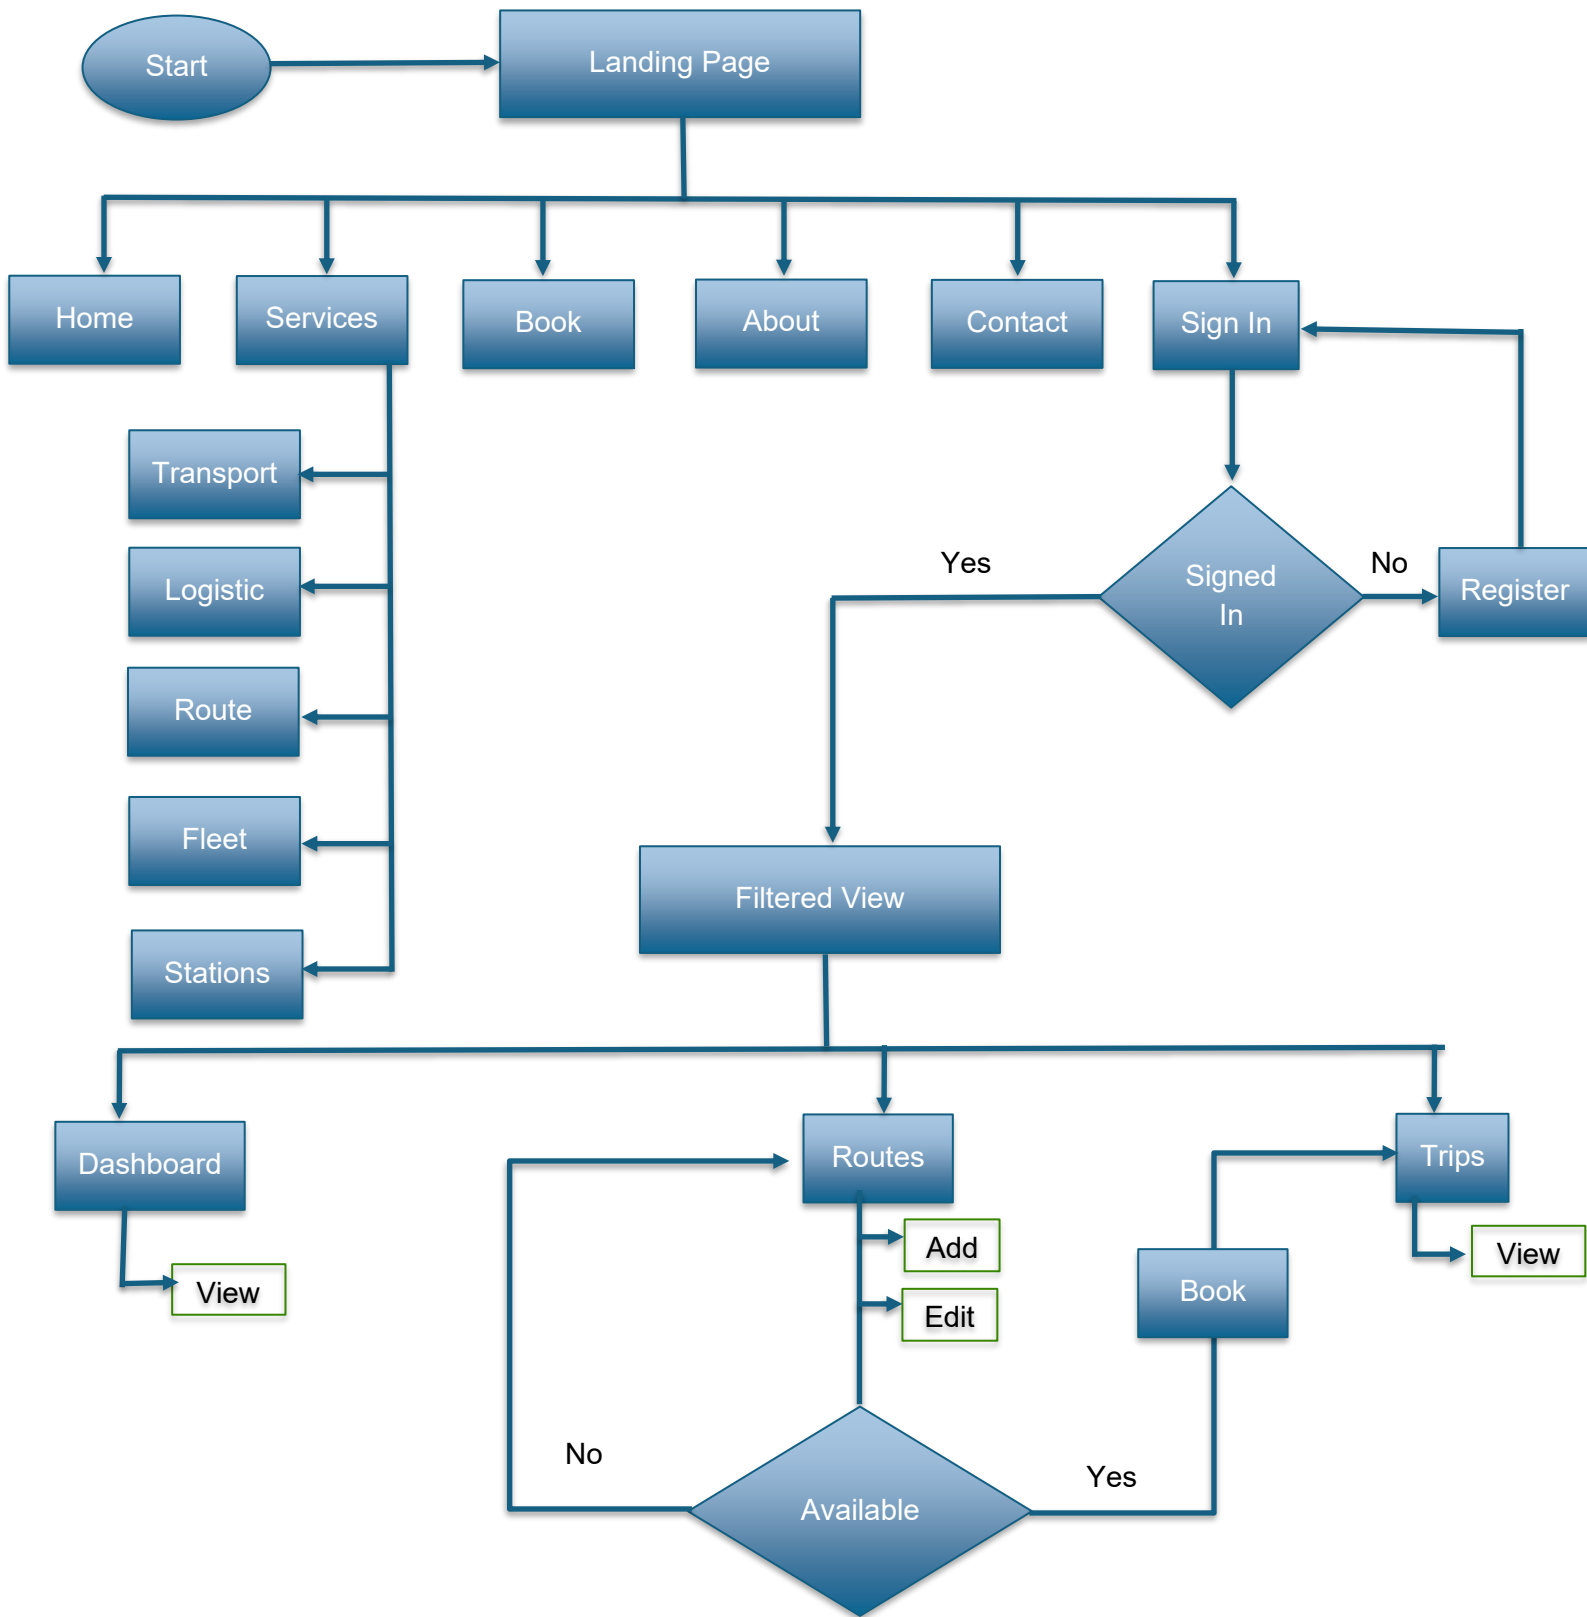 Start
Landing Page
Home
Services
Book
About
Contact
Sign In
Transport
Logistic
Route
Fleet
Stations
Yes
Signed
In
No
Register
Filtered View
Dashboard
View
Routes
Add
Edit
Trips
View
Book
No
Available
Yes